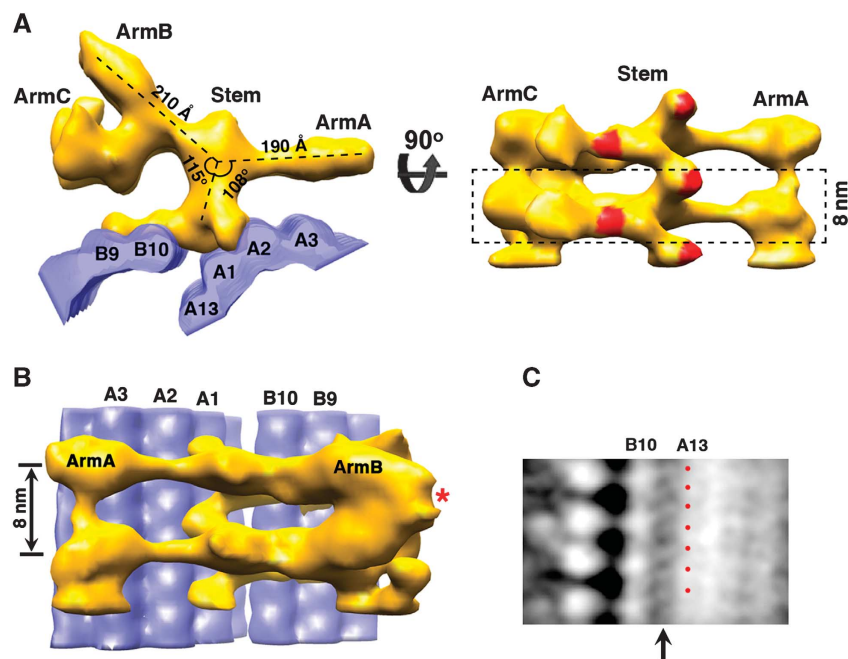 A
ArmB
ArmC
Stem
ArmA
210 Å
190 Å
115°
108°
B9
B10
A13
A1
A2
A3
90°
Stem
ArmC
ArmA
8 nm
B
A3 A2 A1 B10 B9
ArmA
ArmB
8 nm
*
C
B10 A13